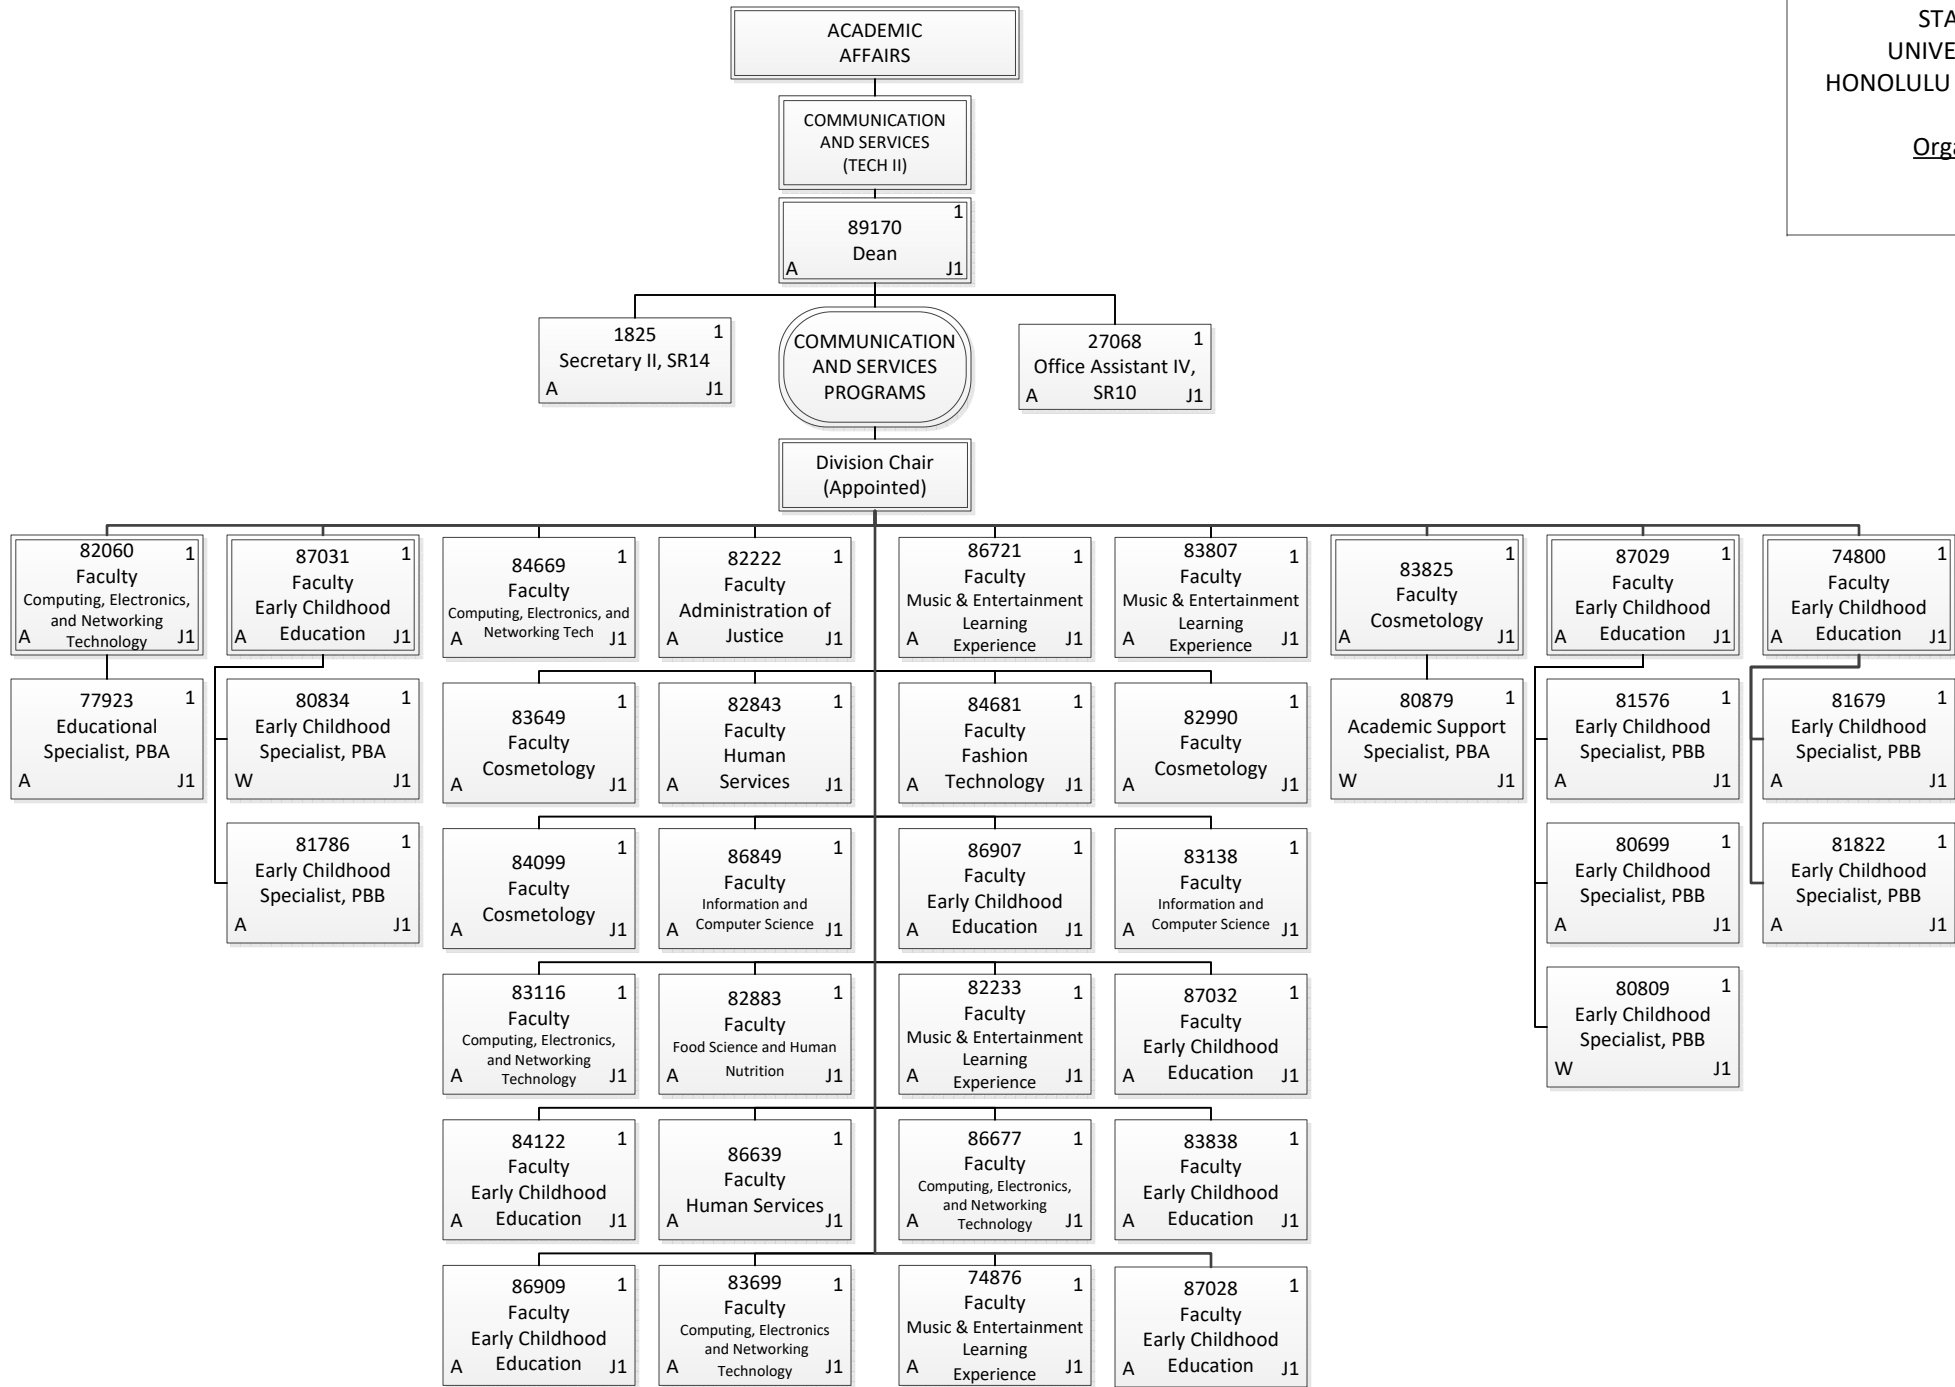 STA
UNIVE
HONOLULU
Orga
ACADEMIC
AFFAIRS
COMMUNICATION
AND SERVICES
(TECH II)
1
89170
Dean
A J1
1825 1
Secretary II, SR14
A J1
COMMUNICATION
AND SERVICES
PROGRAMS
27068 1
Office Assistant IV,
A SR10 J1
Division Chair
(Appointed)
82060 1
Faculty
Computing, Electronics,
and Networking
A Technology J1
87031 1
Faculty
Early Childhood
A Education J1
84669 1
Faculty
Computing, Electronics, and
A Networking Tech J1
82222 1
Faculty
Administration of
A Justice J1
86721 1
Faculty
Music & Entertainment
Learning
A Experience J1
83807 1
Faculty
Music & Entertainment
Learning
A Experience J1
83825 1
Faculty
Cosmetology
A J1
87029 1
Faculty
Early Childhood
A Education J1
74800 1
Faculty
Early Childhood
A Education J1
77923 1
Educational
Specialist, PBA
A J1
80834 1
Early Childhood
Specialist, PBA
W J1
83649 1
Faculty
Cosmetology
A J1
82843 1
Faculty
Human
A Services J1
84681 1
Faculty
Fashion
A Technology J1
82990 1
Faculty
Cosmetology
A J1
80879 1
Academic Support
Specialist, PBA
W J1
81576 1
Early Childhood
Specialist, PBB
A J1
81679 1
Early Childhood
Specialist, PBB
A J1
81786 1
Early Childhood
Specialist, PBB
A J1
84099 1
Faculty
Cosmetology
A J1
86849 1
Faculty
Information and
A Computer Science J1
86907 1
Faculty
Early Childhood
A Education J1
83138 1
Faculty
Information and
A Computer Science J1
80699 1
Early Childhood
Specialist, PBB
A J1
81822 1
Early Childhood
Specialist, PBB
A J1
83116 1
Faculty
Computing, Electronics,
and Networking
A Technology J1
82883 1
Faculty
Food Science and Human
A Nutrition J1
82233 1
Faculty
Music & Entertainment
Learning
A Experience J1
87032 1
Faculty
Early Childhood
A Education J1
80809 1
Early Childhood
Specialist, PBB
W J1
84122 1
Faculty
Early Childhood
A Education J1
86639 1
Faculty
Human Services
A J1
86677 1
Faculty
Computing, Electronics,
and Networking
A Technology J1
83838 1
Faculty
Early Childhood
A Education J1
86909 1
Faculty
Early Childhood
A Education J1
83699 1
Faculty
Computing, Electronics
and Networking
A Technology J1
74876 1
Faculty
Music & Entertainment
Learning
A Experience J1
87028 1
Faculty
Early Childhood
A Education J1